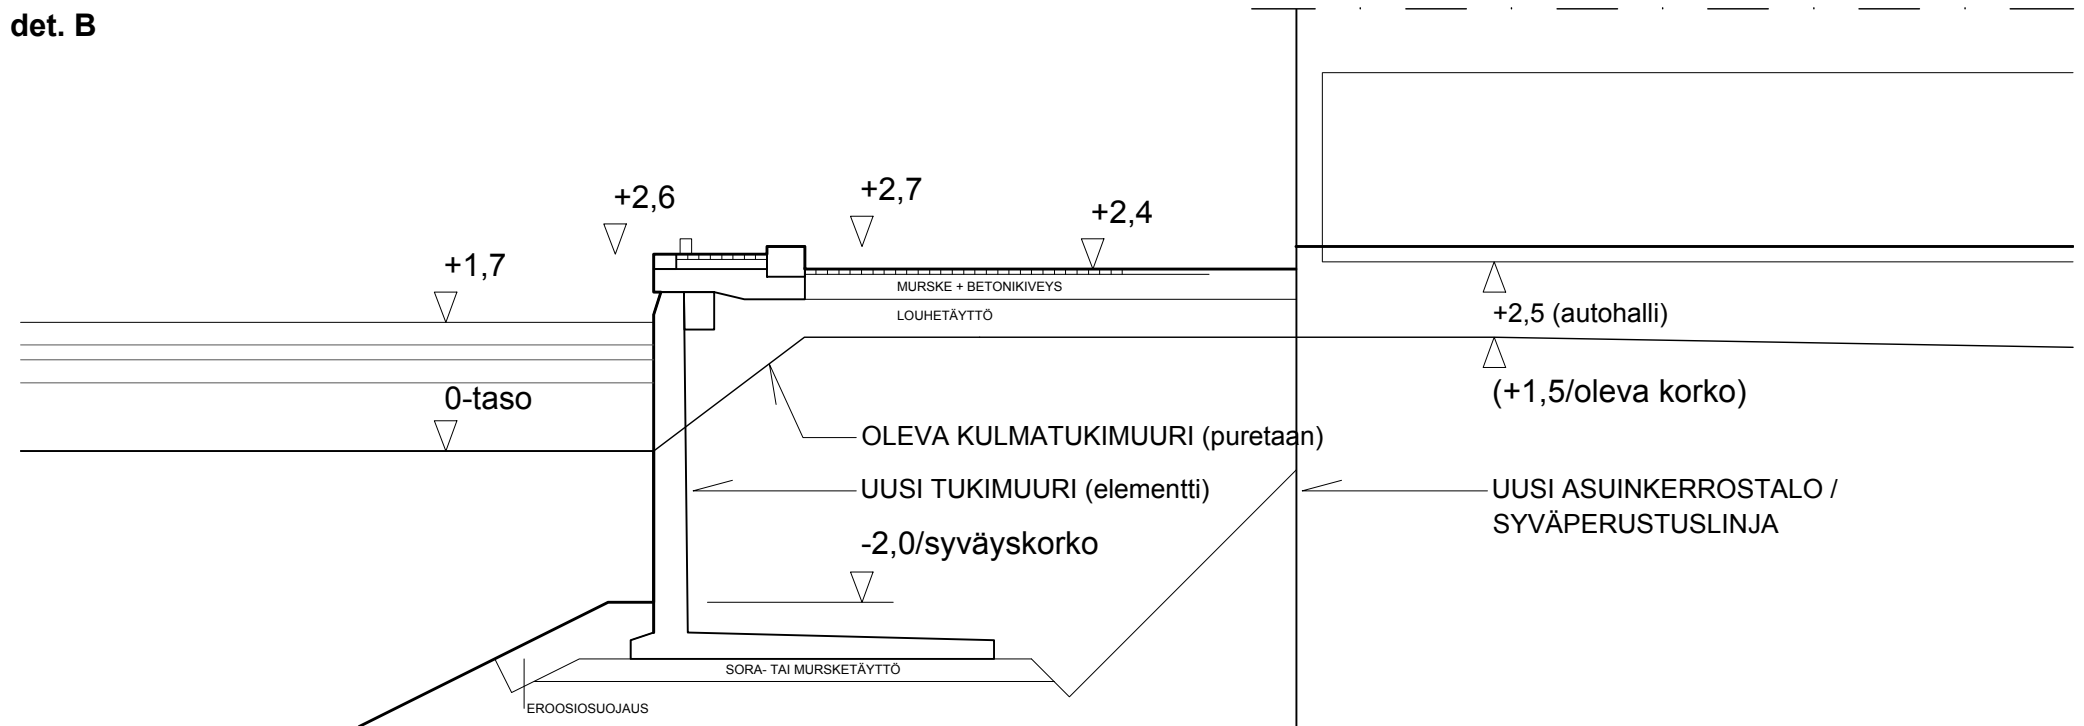 det. B
+2,6
+2,7
+2,4
+1,7
MURSKE + BETONIKIVEYS
LOUHETÄYTTÖ
+2,5 (autohalli)
0-taso
(+1,5/oleva korko)
OLEVA KULMATUKIMUURI (puretaan)
UUSI TUKIMUURI (elementti)
UUSI ASUINKERROSTALO /
SYVÄPERUSTUSLINJA
-2,0/syväyskorko
SORA- TAI MURSKETÄYTTÖ
EROOSIOSUOJAUS